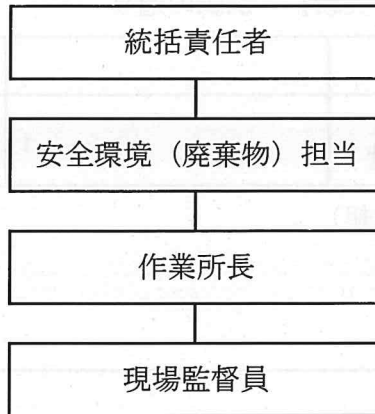 統括責任者
安全環境（廃棄物）担当
作業所長
現場監督員